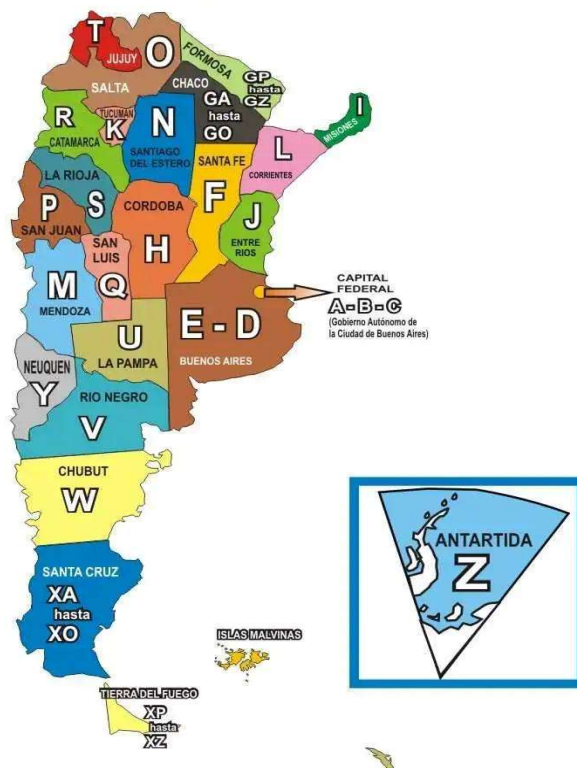 T
JUJUY
O
SALTA
FORMOSA
GP
hasta
GZ
CHACO
GA
hasta
GO
I
MISIONES
R
CATAMARCA
TUCUMAN
K
N
SANTIAGO
DEL ESTERO
SANTA FE
F
L
CORRIENTES
LA RIOJA
S
P
SAN JUAN
CORDOBA
H
J
ENTRE
RIOS
SAN
LUIS
Q
M
MENDOZA
CAPITAL
FEDERAL
A-B-C
(Gobierno Autónomo de
la Ciudad de Buenos Aires)
E - D
BUENOS AIRES
U
LA PAMPA
NEUQUEN
Y
RIO NEGRO
V
CHUBUT
W
SANTA CRUZ
XA
hasta
XO
ANTARTIDA
Z
ISLAS MALVINAS
TIERRA DEL FUEGO
XP
hasta
XZ